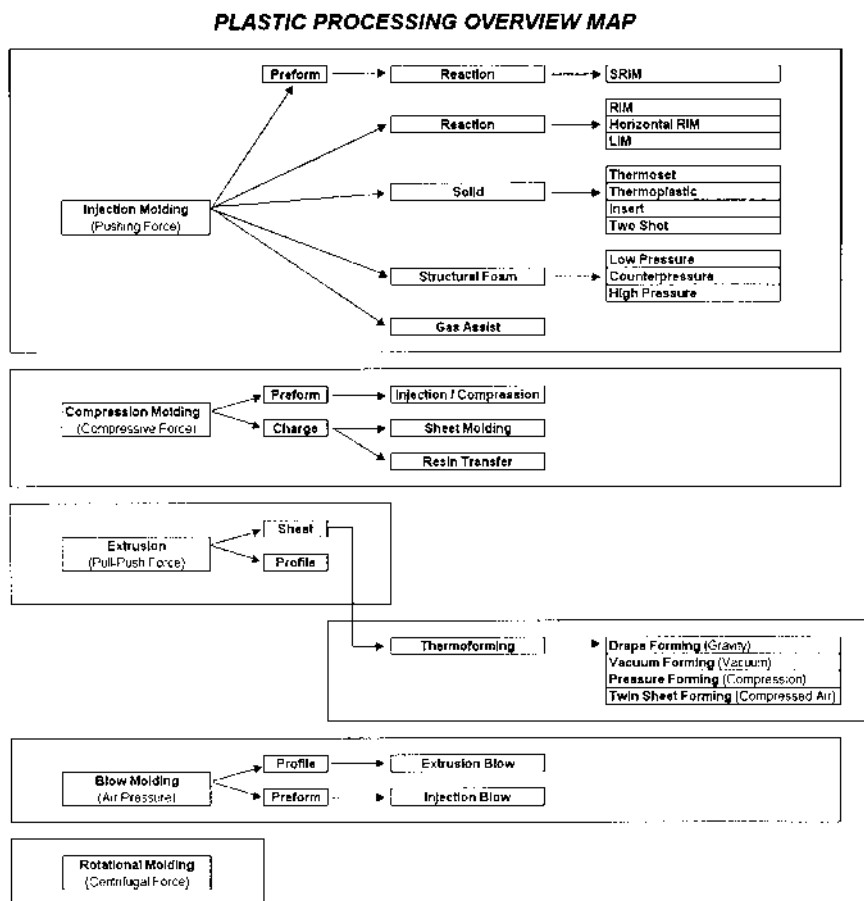 PLASTIC PROCESSING OVERVIEW MAP
Preform
Reaction
SRIM
Reaction
RIM
Horizontal RIM
LIM
Injection Molding
(Pushing Force)
Solid
Thermoset
Thermoplastic
Insert
Two Shot
Structural Foam
Low Pressure
Counterpressure
High Pressure
Gas Assist
Compression Molding
(Compressive Force)
Preform
Injection / Compression
Charge
Sheet Molding
Resin Transfer
Extrusion
(Pull-Push Force)
Sheet
Profile
Thermoforming
Drape Forming (Gravity)
Vacuum Forming (Vacuum)
Pressure Forming (Compression)
Twin Sheet Forming (Compressed Air)
Blow Molding
(Air Pressure)
Profile
Extrusion Blow
Preform
Injection Blow
Rotational Molding
(Centrifugal Force)